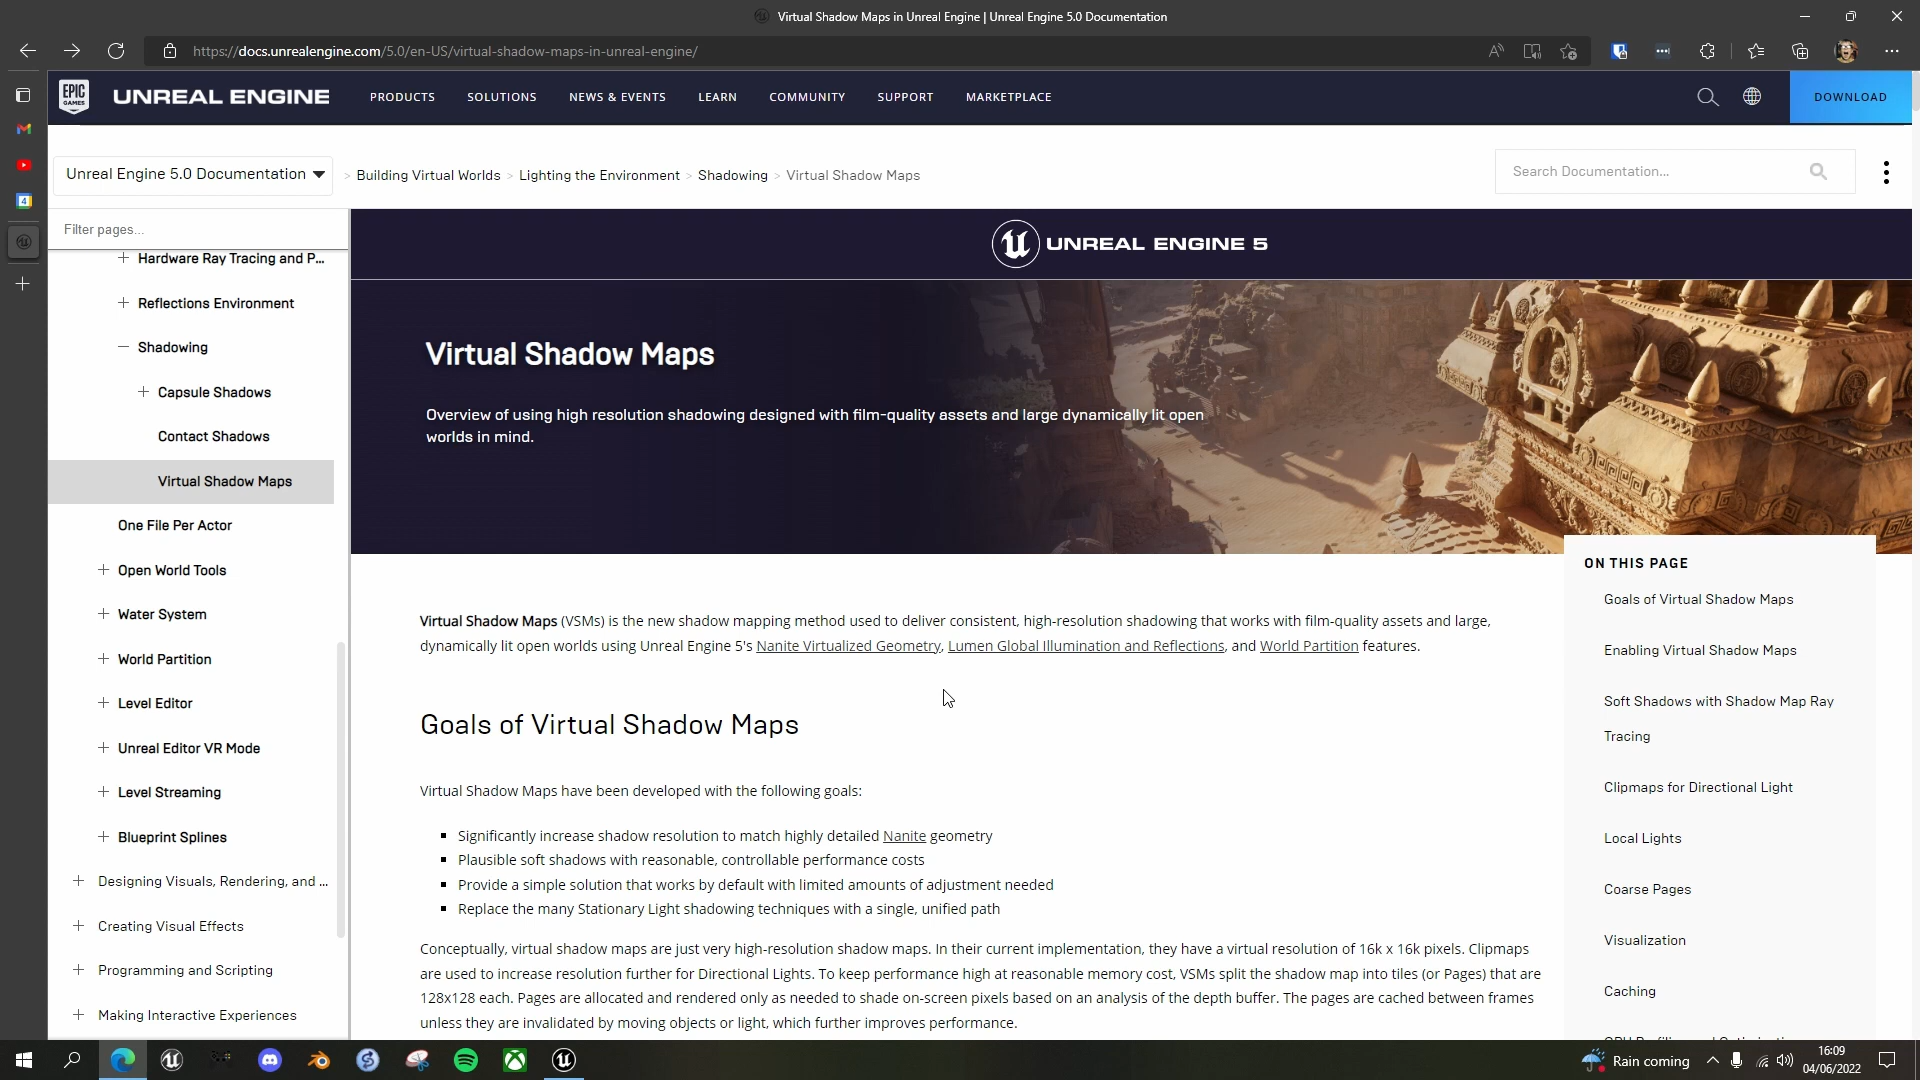 Virtual Shadow Maps in Unreal Engine | Unreal Engine 5.0 Documentation
https://docs.unrealengine.com/5.0/en-US/virtual-shadow-maps-in-unreal-engine/
EPIC GAMES
UNREAL ENGINE
PRODUCTS SOLUTIONS NEWS & EVENTS LEARN COMMUNITY SUPPORT MARKETPLACE
DOWNLOAD
Unreal Engine 5.0 Documentation > Building Virtual Worlds > Lighting the Environment > Shadowing > Virtual Shadow Maps
Search Documentation...
Filter pages...
Hardware Ray Tracing and P...
Reflections Environment
Shadowing
Capsule Shadows
Contact Shadows
Virtual Shadow Maps
One File Per Actor
Open World Tools
Water System
World Partition
Level Editor
Unreal Editor VR Mode
Level Streaming
Blueprint Splines
Designing Visuals, Rendering, and ...
Creating Visual Effects
Programming and Scripting
Making Interactive Experiences
UNREAL ENGINE 5
Virtual Shadow Maps
Overview of using high resolution shadowing designed with film-quality assets and large dynamically lit open
worlds in mind.
Virtual Shadow Maps (VSMs) is the new shadow mapping method used to deliver consistent, high-resolution shadowing that works with film-quality assets and large,
dynamically lit open worlds using Unreal Engine 5's Nanite Virtualized Geometry, Lumen Global Illumination and Reflections, and World Partition features.
Goals of Virtual Shadow Maps
Virtual Shadow Maps have been developed with the following goals:
Significantly increase shadow resolution to match highly detailed Nanite geometry
Plausible soft shadows with reasonable, controllable performance costs
Provide a simple solution that works by default with limited amounts of adjustment needed
Replace the many Stationary Light shadowing techniques with a single, unified path
Conceptually, virtual shadow maps are just very high-resolution shadow maps. In their current implementation, they have a virtual resolution of 16k x 16k pixels. Clipmaps
are used to increase resolution further for Directional Lights. To keep performance high at reasonable memory cost, VSMs split the shadow map into tiles (or Pages) that are
128x128 each. Pages are allocated and rendered only as needed to shade on-screen pixels based on an analysis of the depth buffer. The pages are cached between frames
unless they are invalidated by moving objects or light, which further improves performance.
ON THIS PAGE
Goals of Virtual Shadow Maps
Enabling Virtual Shadow Maps
Soft Shadows with Shadow Map Ray
Tracing
Clipmaps for Directional Light
Local Lights
Coarse Pages
Visualization
Caching
Rain coming
16:09
04/06/2022